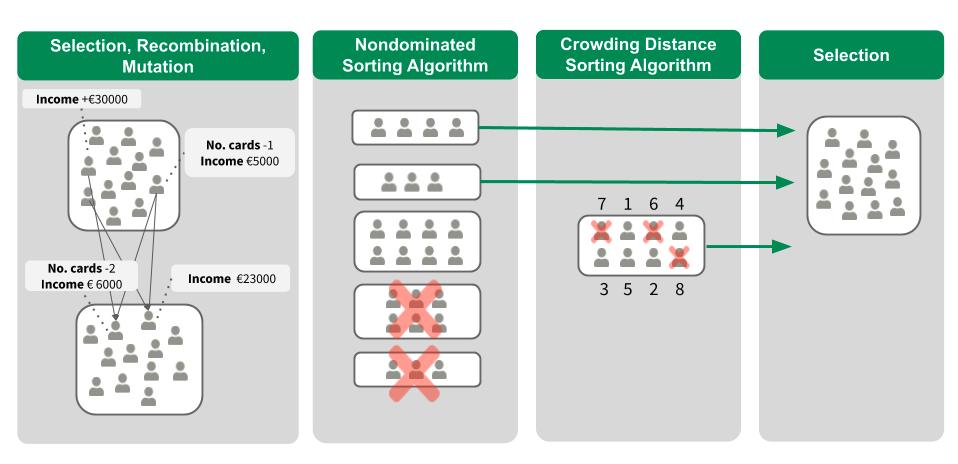 Selection, Recombination,
Mutation
Nondominated
Sorting Algorithm
Crowding Distance
Sorting Algorithm
Selection
Income +€30000
No. cards -1
Income €5000
No. cards -2
Income € 6000
Income €23000
7 1 6 4
3 5 2 8